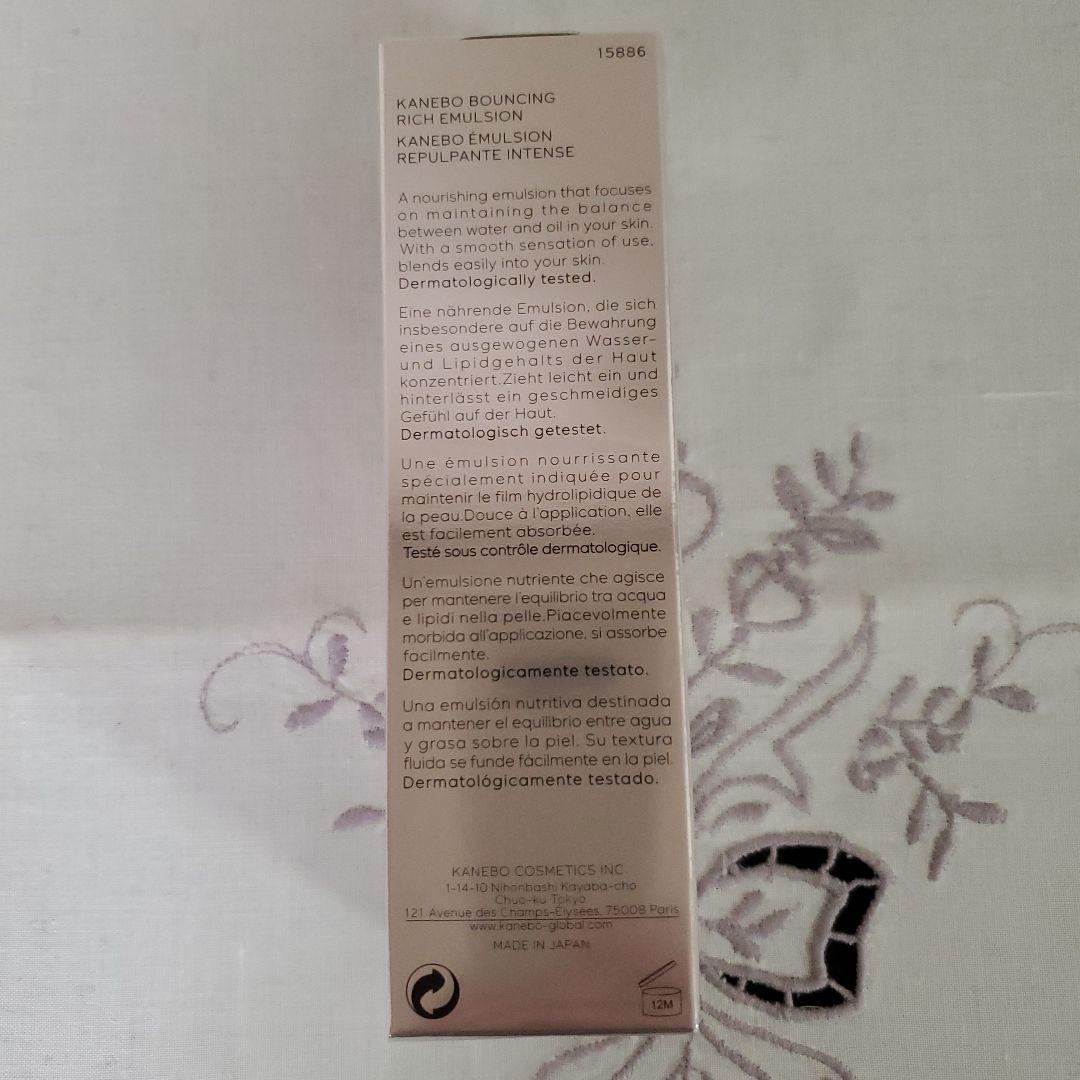 15886
KANEBO BOUNCING
RICH EMULSION
KANEBO ÉMULSION
REPULPANTE INTENSE
A nourishing emulsion that focuses
on maintaining the balance
between water and oil in your skin.
With a smooth sensation of use,
blends easily into your skin.
Dermatologically tested.
Eine nährende Emulsion, die sich
insbesondere auf die Bewahrung
eines ausgewogenen Wasser-
und Lipidgehalts der Haut
konzentriert.Zieht leicht ein und
hinterlässt ein geschmeidiges
Gefühl auf der Haut.
Dermatologisch getestet.
Une émulsion nourrissante
spécialement indiquée pour
maintenir le film hydrolipidique de
la peau.Douce à l'application, elle
est facilement absorbée.
Testé sous contrôle dermatologique.
Un'emulsione nutriente che agisce
per mantenere l'equilibrio tra acqua
e lipidi nella pelle.Piacevolmente
morbida all'applicazione, si assorbe
facilmente.
Dermatologicamente testato.
Una emulsión nutritiva destinada
a mantener el equilibrio entre agua
y grasa sobre la piel. Su textura
fluida se funde fácilmente en la piel.
Dermatológicamente testado.
KANEBO COSMETICS INC.
1-14-10 Nihonbashi Kayaba-cho
Chuo-ku Tokyo
121 Avenue des Champs-Élysées, 75008 Paris
www.kanebo-global.com
MADE IN JAPAN
12M